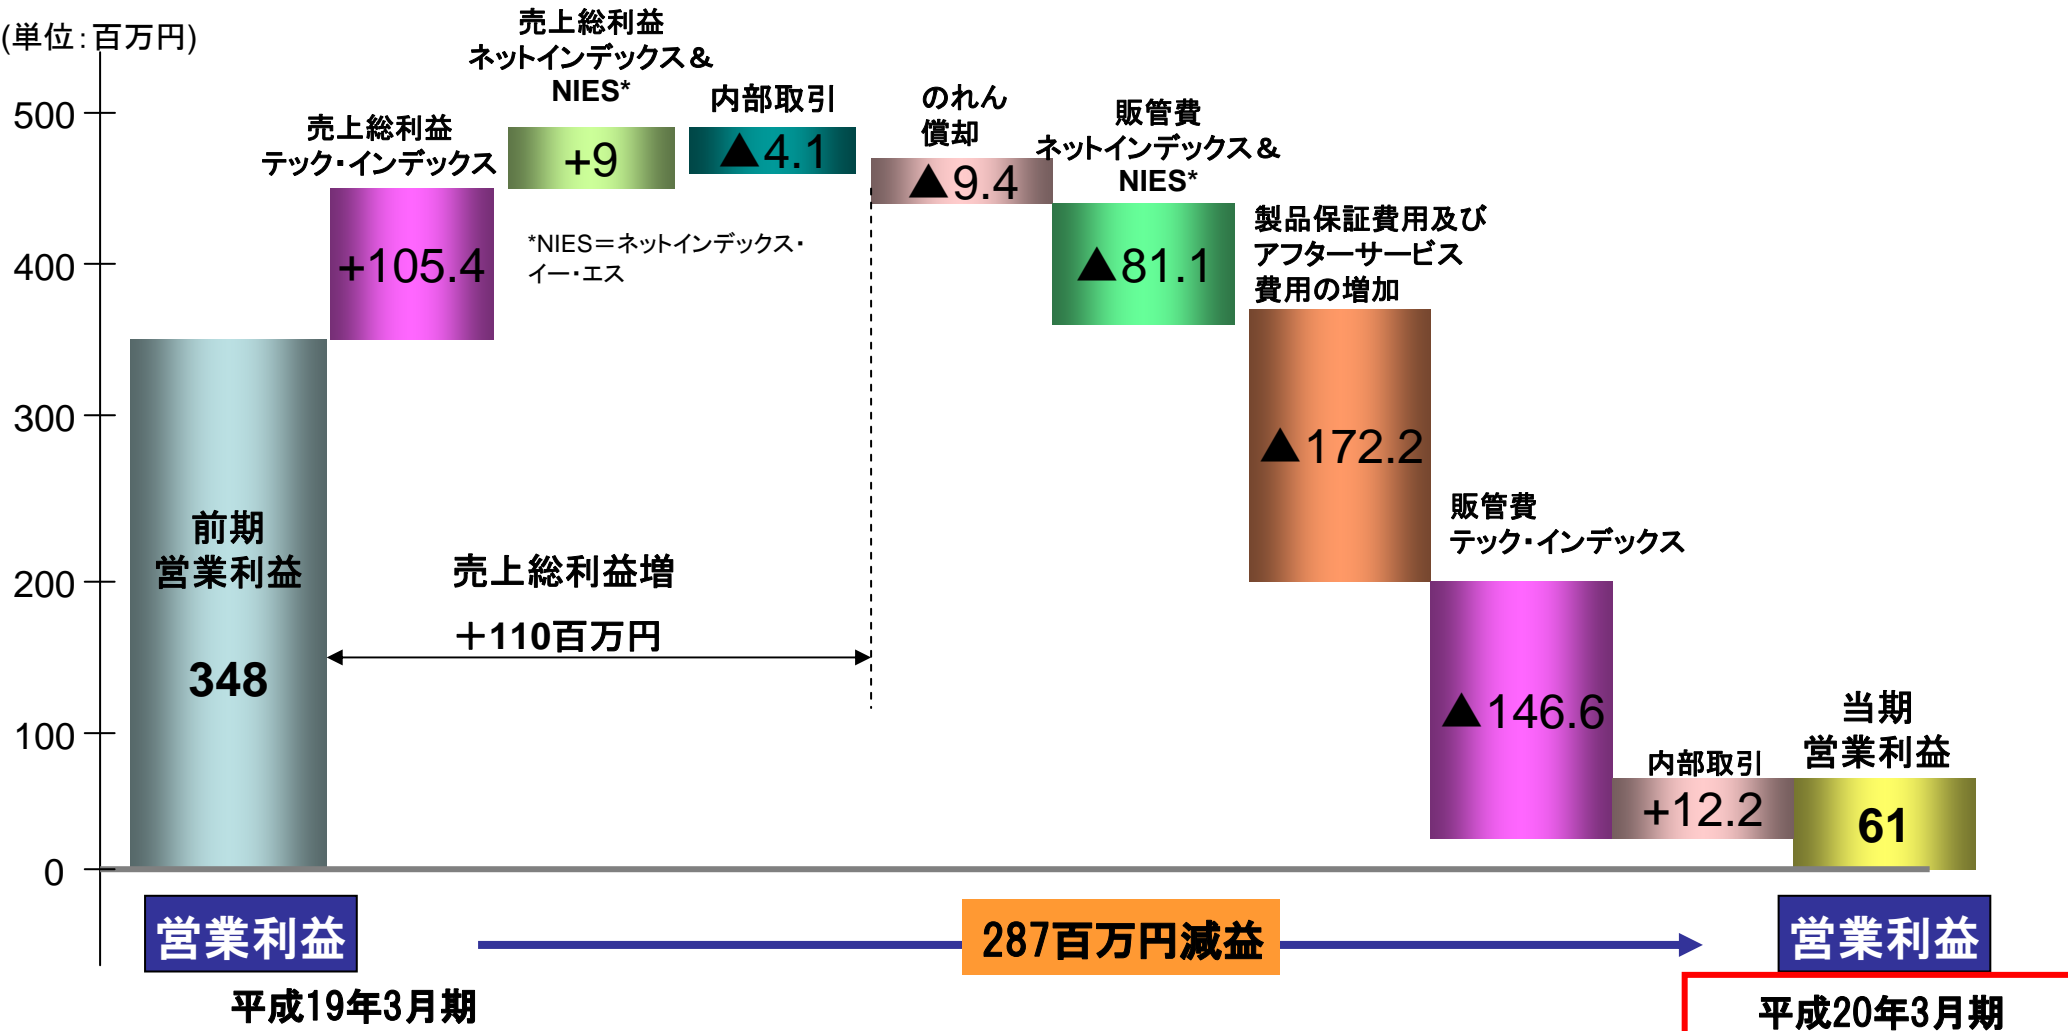 (単位:百万円)
500
400
300
200
100
0
前期
営業利益
348
売上総利益
テック・インデックス
+105.4
売上総利益
ネットインデックス&
NIES*
+9
*NIES=ネットインデックス・
イー・エス
内部取引
▲4.1
売上総利益増
+110百万円
のれん
償却
▲9.4
販管費
ネットインデックス&
NIES*
▲81.1
製品保証費用及び
アフターサービス
費用の増加
▲172.2
販管費
テック・インデックス
▲146.6
内部取引
+12.2
当期
営業利益
61
営業利益
287百万円減益
営業利益
平成19年3月期
平成20年3月期